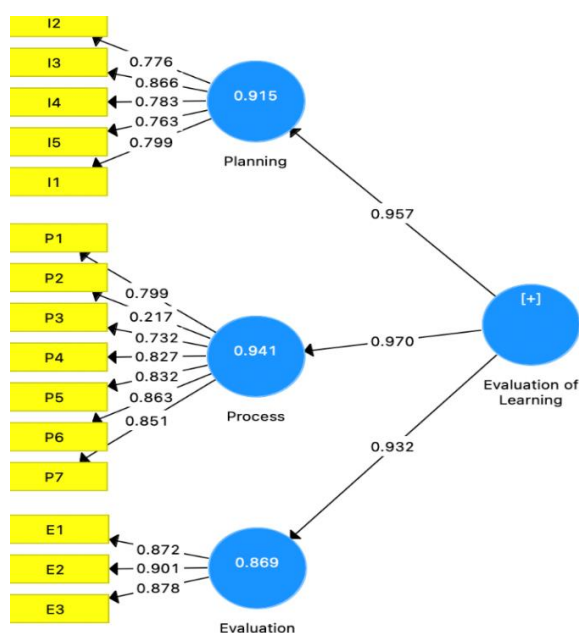 I2
0.776
I3
0.866
I4
0.783
0.915
I5
0.763
0.799
I1
Planning
0.957
P1
0.799
P2
0.217
P3
0.732
P4
0.827
0.941
P5
0.832
0.863
P6
0.851
P7
Process
0.970
[+]
Evaluation of
Learning
0.932
E1
0.872
E2
0.901
0.869
E3
0.878
Evaluation